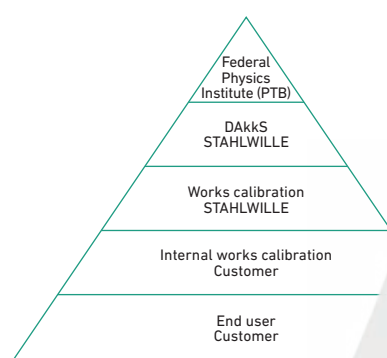 Federal
Physics
Institute (PTB)
DAkkS
STAHLWILLE
Works calibration
STAHLWILLE
Internal works calibration
Customer
End user
Customer